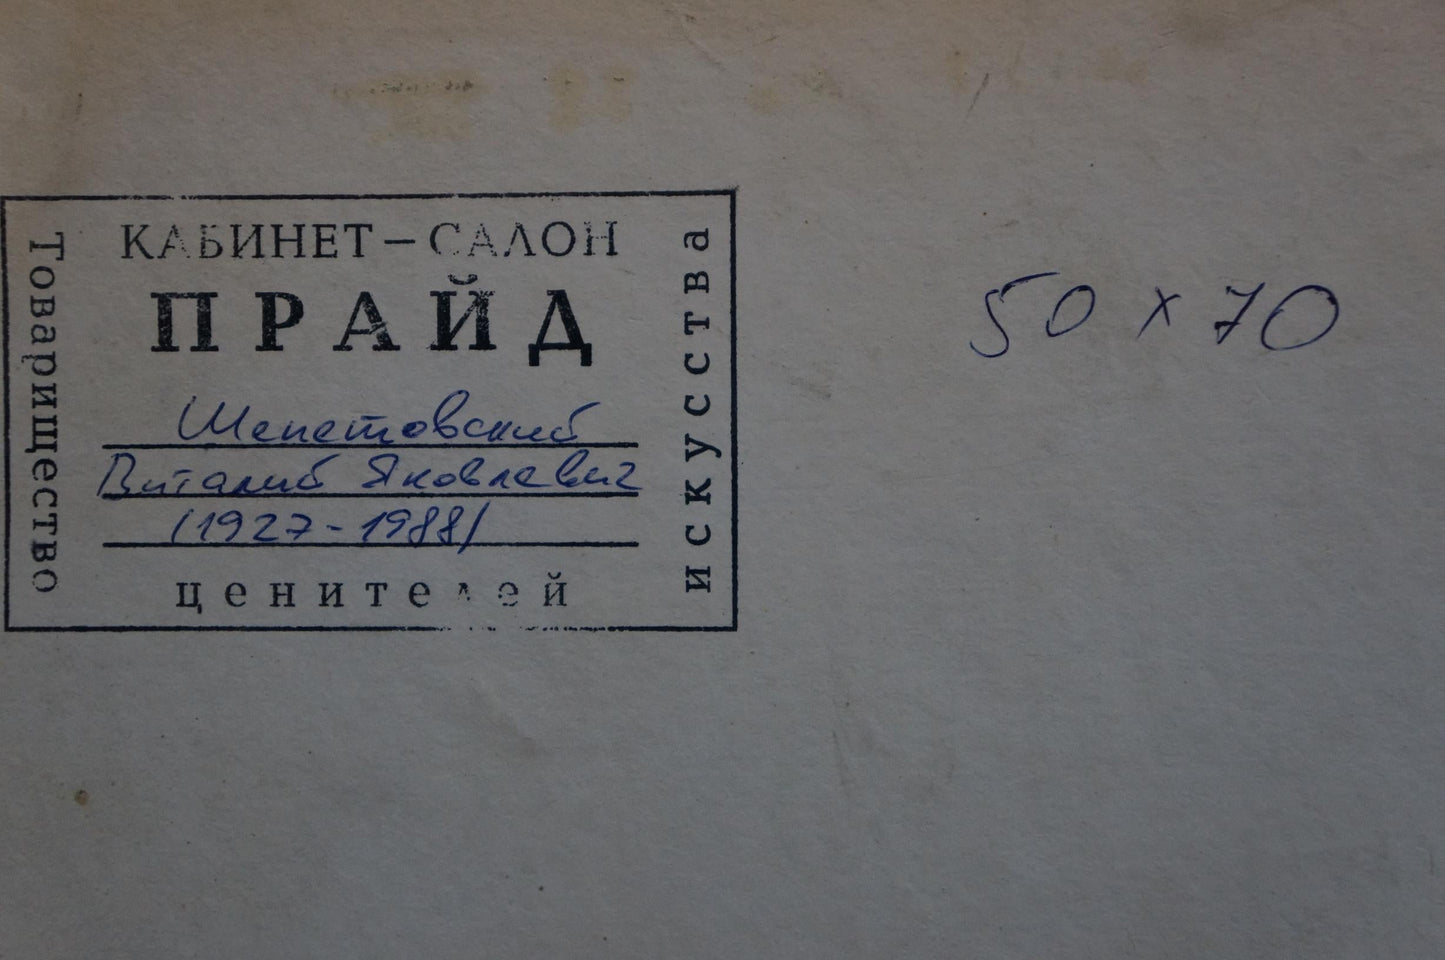 КАБИНЕТ-САЛОН
ПРАЙД
Товарищество
Шепетовский
Виталий Яковлевич
(1927-1988)
ценителей
искусства
50 x 70